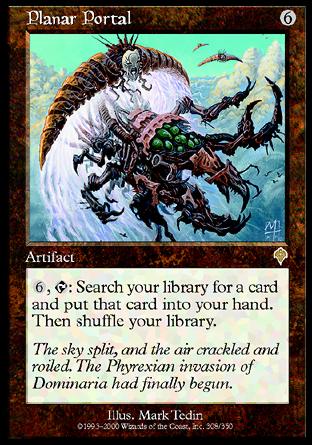 Planar Portal 6
Artifact
6, : Search your library for a card
and put that card into your hand.
Then shuffle your library.
The sky split, and the air crackled and
roiled. The Phyrexian invasion of
Dominaria had finally begun.
Illus. Mark Tedin
©1993-2000 Wizards of the Coast, Inc. 308/350